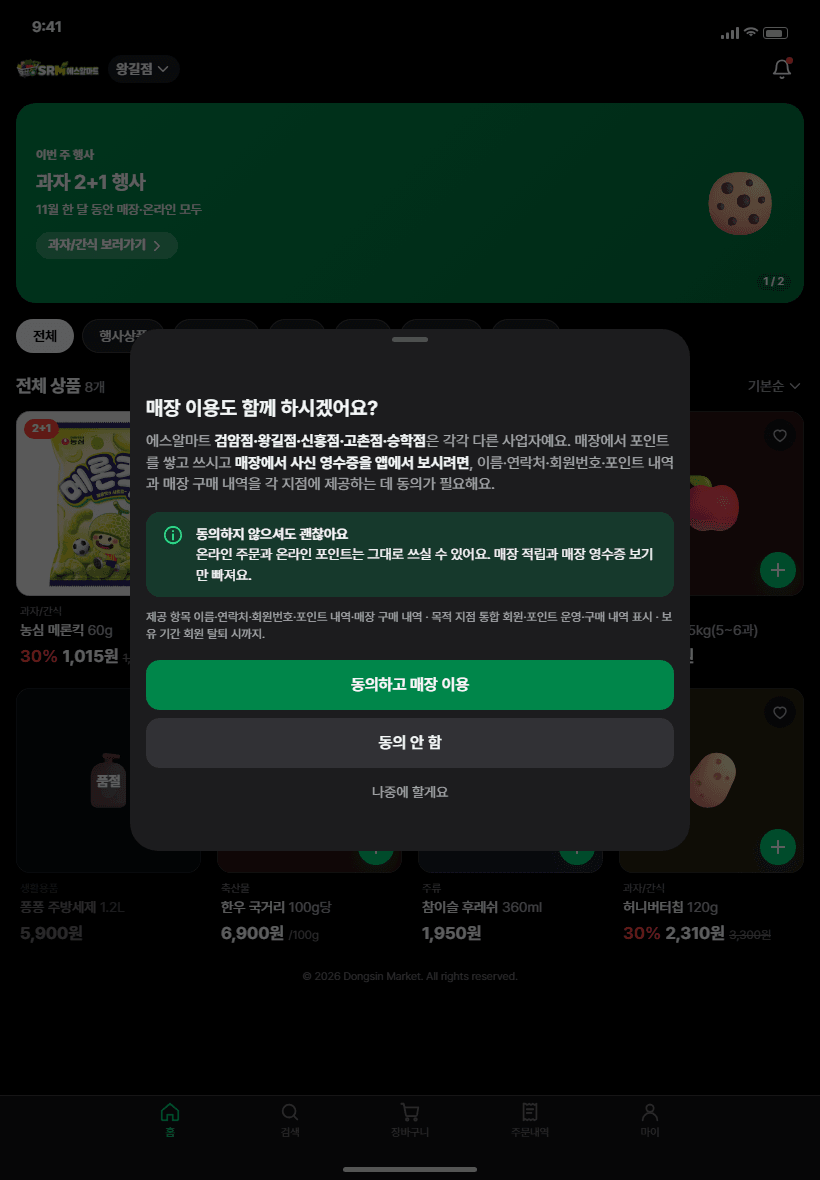 9:41
SRM에스알마트
왕길점
이번 주 행사
과자 2+1 행사
11월 한 달 동안 매장·온라인 모두
과자/간식 보러가기
1 / 2
전체
행사상품
전체 상품 8개
기본순
매장 이용도 함께 하시겠어요?
에스알마트 검암점·왕길점·신흥점·고촌점·승학점은 각각 다른 사업자예요. 매장에서 포인트
를 쌓고 쓰시고 매장에서 사신 영수증을 앱에서 보시려면, 이름·연락처·회원번호·포인트 내역
과 매장 구매 내역을 각 지점에 제공하는 데 동의가 필요해요.
동의하지 않으셔도 괜찮아요
온라인 주문과 온라인 포인트는 그대로 쓰실 수 있어요. 매장 적립과 매장 영수증 보기
만 빠져요.
제공 항목 이름·연락처·회원번호·포인트 내역·매장 구매 내역 · 목적 지점 통합 회원·포인트 운영·구매 내역 표시 · 보
유 기간 회원 탈퇴 시까지.
동의하고 매장 이용
동의 안 함
나중에 할게요
2+1
농심
메론킥
과자/간식
농심 메론킥 60g
30% 1,015원
5kg(5~6과)
원
품절
생활용품
퐁퐁 주방세제 1.2L
5,900원
축산물
한우 국거리 100g당
6,900원 /100g
주류
참이슬 후레쉬 360ml
1,950원
과자/간식
허니버터칩 120g
30% 2,310원 3,300원
© 2026 Dongsin Market. All rights reserved.
홈
검색
장바구니
주문내역
마이